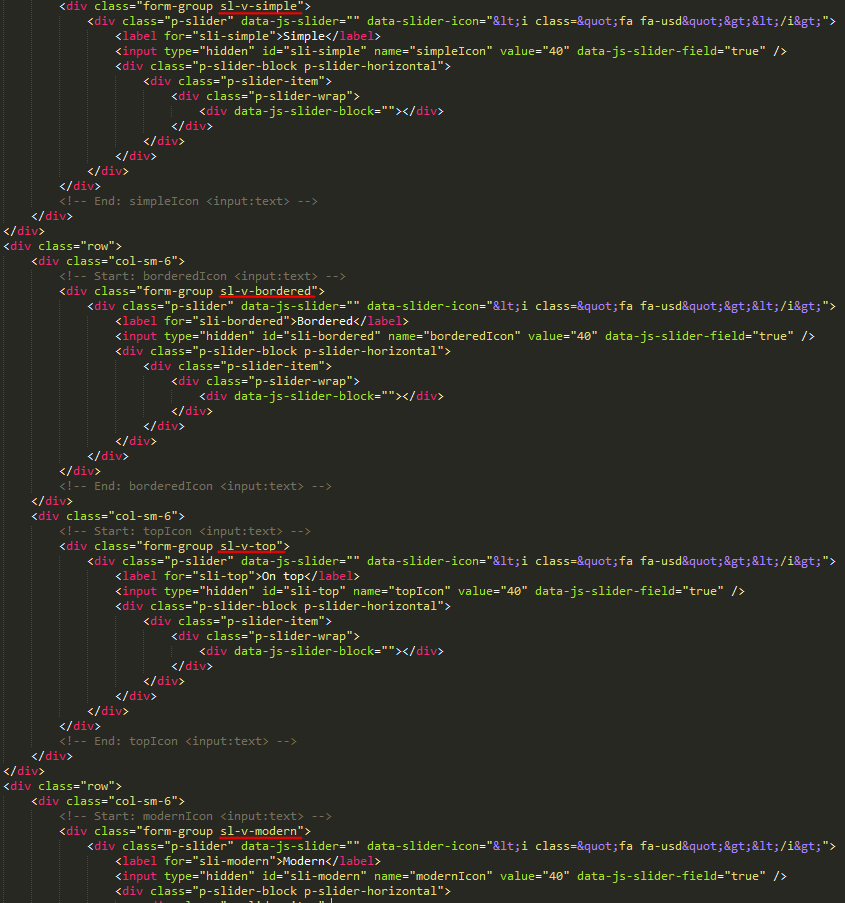 <div class="form-group sl-v-simple">
<div class="p-slider" data-js-slider="" data-slider-icon="&lt;i class=&quot;fa fa-usd&quot;&gt;&lt;/i&gt;">
<label for="sli-simple">Simple</label>
<input type="hidden" id="sli-simple" name="simpleIcon" value="40" data-js-slider-field="true" />
<div class="p-slider-block p-slider-horizontal">
<div class="p-slider-item">
<div class="p-slider-wrap">
<div data-js-slider-block=""></div>
</div>
</div>
</div>
</div>
</div>
<!-- End: simpleIcon <input:text> -->
</div>
</div>
<div class="row">
<div class="col-sm-6">
<!-- Start: borderedIcon <input:text> -->
<div class="form-group sl-v-bordered">
<div class="p-slider" data-js-slider="" data-slider-icon="&lt;i class=&quot;fa fa-usd&quot;&gt;&lt;/i&gt;">
<label for="sli-bordered">Bordered</label>
<input type="hidden" id="sli-bordered" name="borderedIcon" value="40" data-js-slider-field="true" />
<div class="p-slider-block p-slider-horizontal">
<div class="p-slider-item">
<div class="p-slider-wrap">
<div data-js-slider-block=""></div>
</div>
</div>
</div>
</div>
</div>
<!-- End: borderedIcon <input:text> -->
</div>
<div class="col-sm-6">
<!-- Start: topIcon <input:text> -->
<div class="form-group sl-v-top">
<div class="p-slider" data-js-slider="" data-slider-icon="&lt;i class=&quot;fa fa-usd&quot;&gt;&lt;/i&gt;">
<label for="sli-top">On top</label>
<input type="hidden" id="sli-top" name="topIcon" value="40" data-js-slider-field="true" />
<div class="p-slider-block p-slider-horizontal">
<div class="p-slider-item">
<div class="p-slider-wrap">
<div data-js-slider-block=""></div>
</div>
</div>
</div>
</div>
</div>
<!-- End: topIcon <input:text> -->
</div>
</div>
<div class="row">
<div class="col-sm-6">
<!-- Start: modernIcon <input:text> -->
<div class="form-group sl-v-modern">
<div class="p-slider" data-js-slider="" data-slider-icon="&lt;i class=&quot;fa fa-usd&quot;&gt;&lt;/i&gt;">
<label for="sli-modern">Modern</label>
<input type="hidden" id="sli-modern" name="modernIcon" value="40" data-js-slider-field="true" />
<div class="p-slider-block p-slider-horizontal">